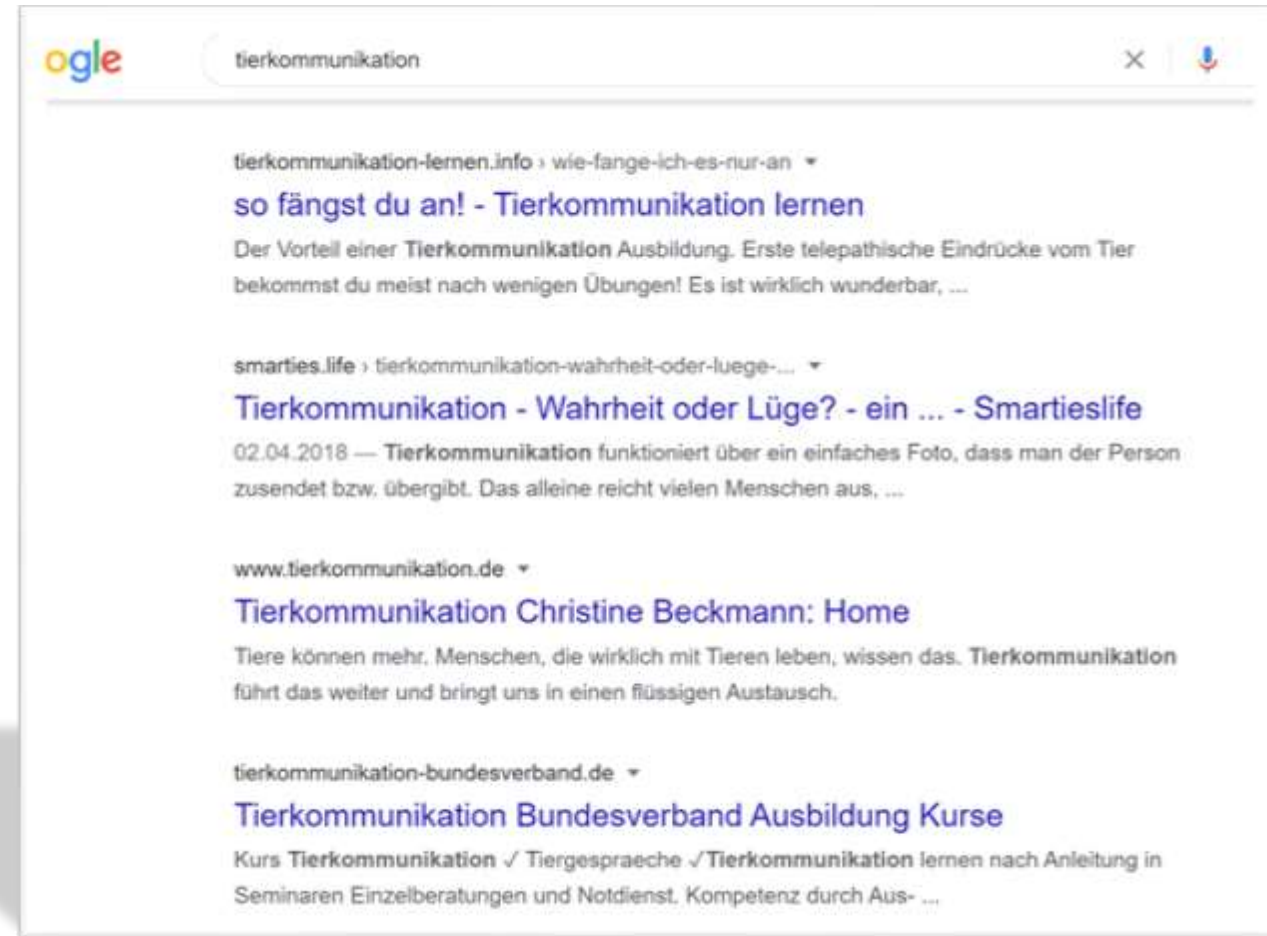 ogle
tierkommunikation
tierkommunikation-lernen.info › wie-fange-ich-es-nur-an
so fängst du an! - Tierkommunikation lernen
Der Vorteil einer Tierkommunikation Ausbildung. Erste telepathische Eindrücke vom Tier
bekommst du meist nach wenigen Übungen! Es ist wirklich wunderbar, ...
smarties.life › tierkommunikation-wahrheit-oder-luege-...
Tierkommunikation - Wahrheit oder Lüge? - ein ... - Smartieslife
02.04.2018 — Tierkommunikation funktioniert über ein einfaches Foto, dass man der Person
zusendet bzw. übergibt. Das alleine reicht vielen Menschen aus, ...
www.tierkommunikation.de
Tierkommunikation Christine Beckmann: Home
Tiere können mehr. Menschen, die wirklich mit Tieren leben, wissen das. Tierkommunikation
führt das weiter und bringt uns in einen flüssigen Austausch.
tierkommunikation-bundesverband.de
Tierkommunikation Bundesverband Ausbildung Kurse
Kurs Tierkommunikation ✓ Tiergespraeche ✓Tierkommunikation lernen nach Anleitung in
Seminaren Einzelberatungen und Notdienst. Kompetenz durch Aus- ...